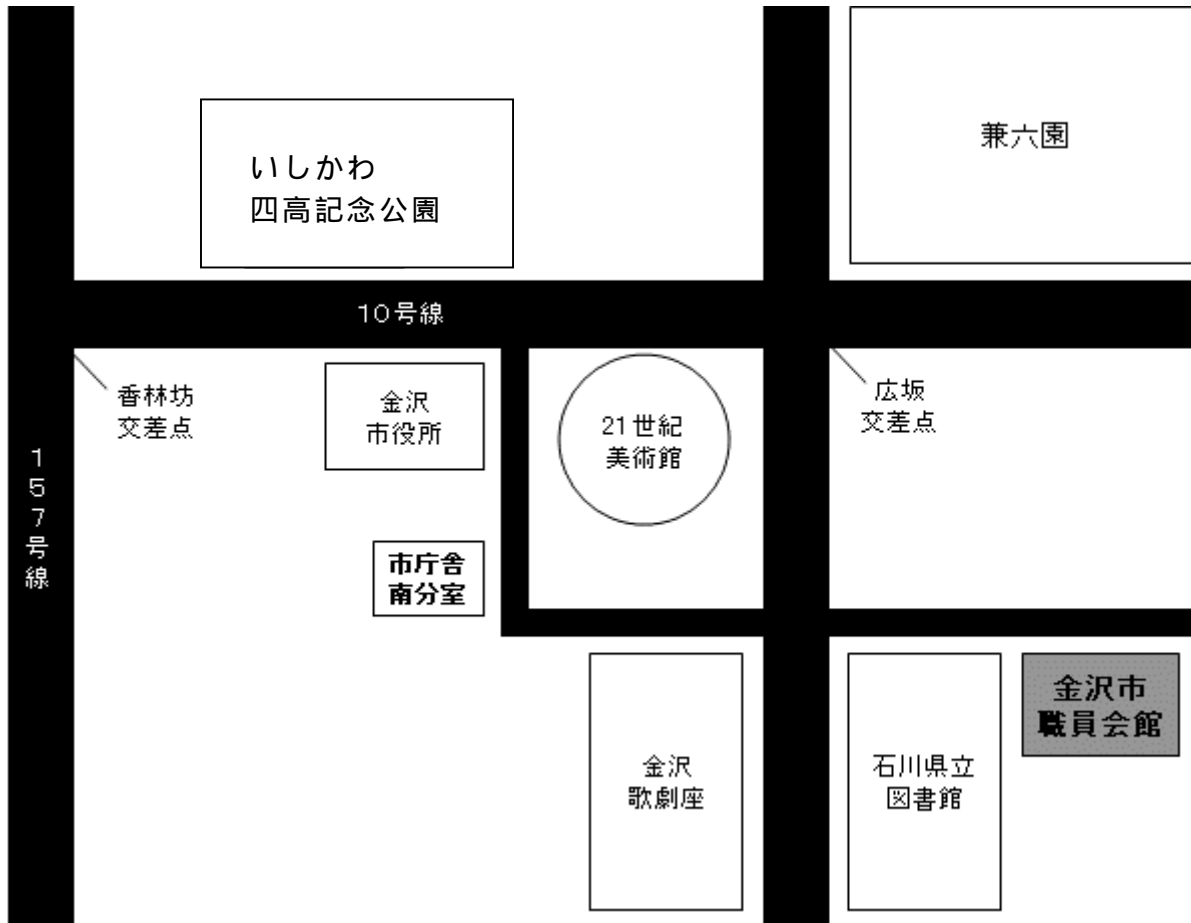 いしかわ
四高記念公園
兼六園
10号線
香林坊
交差点
金沢
市役所
21世紀
美術館
広坂
交差点
157号線
市庁舎
南分室
金沢
歌劇座
石川県立
図書館
金沢市
職員会館